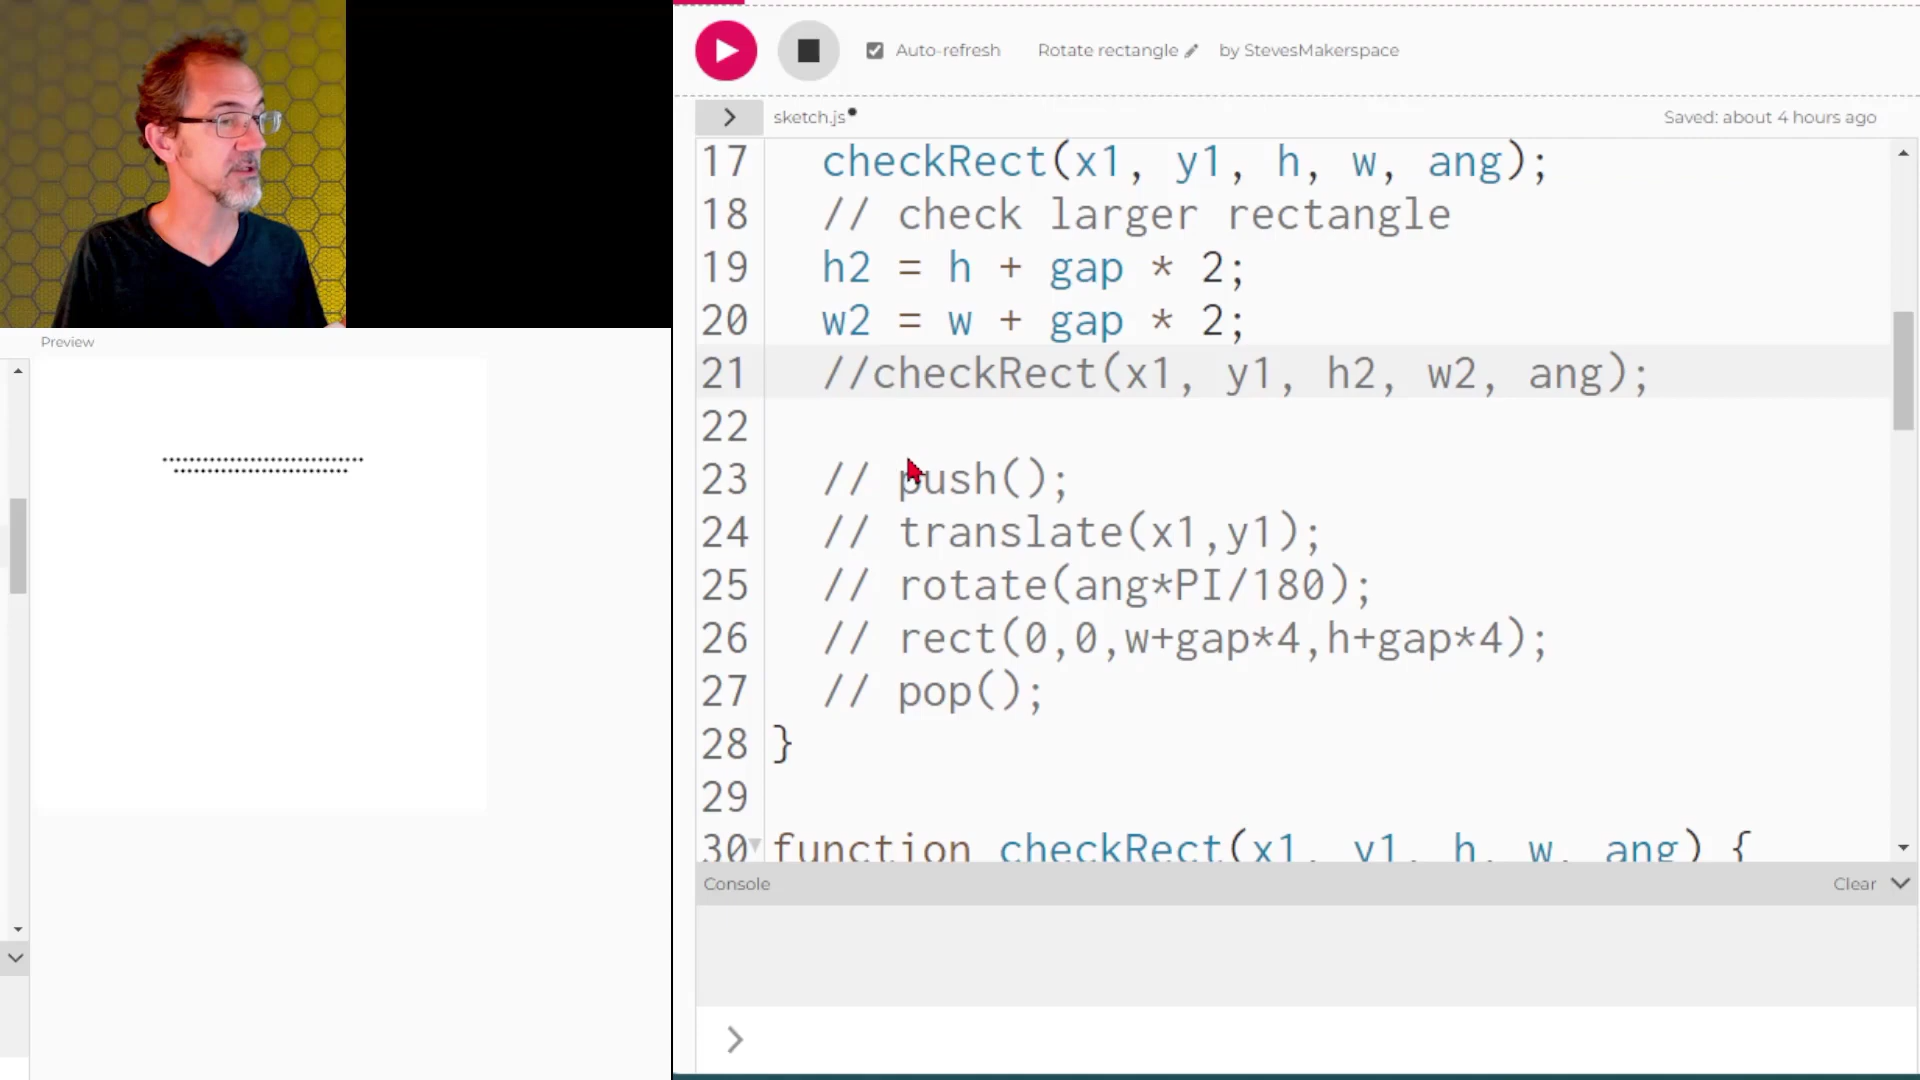 Auto-refresh Rotate rectangle by StevesMakerspace
sketch.js Saved: about 4 hours ago
17 checkRect(x1, y1, h, w, ang);
18 // check larger rectangle
19 h2 = h + gap * 2;
20 w2 = w + gap * 2;
21 //checkRect(x1, y1, h2, w2, ang);
22
23 // push();
24 // translate(x1,y1);
25 // rotate(ang*PI/180);
26 // rect(0,0,w+gap*4,h+gap*4);
27 // pop();
28 }
29
30 function checkRect(x1, y1, h, w, ang) {
Console Clear
Preview